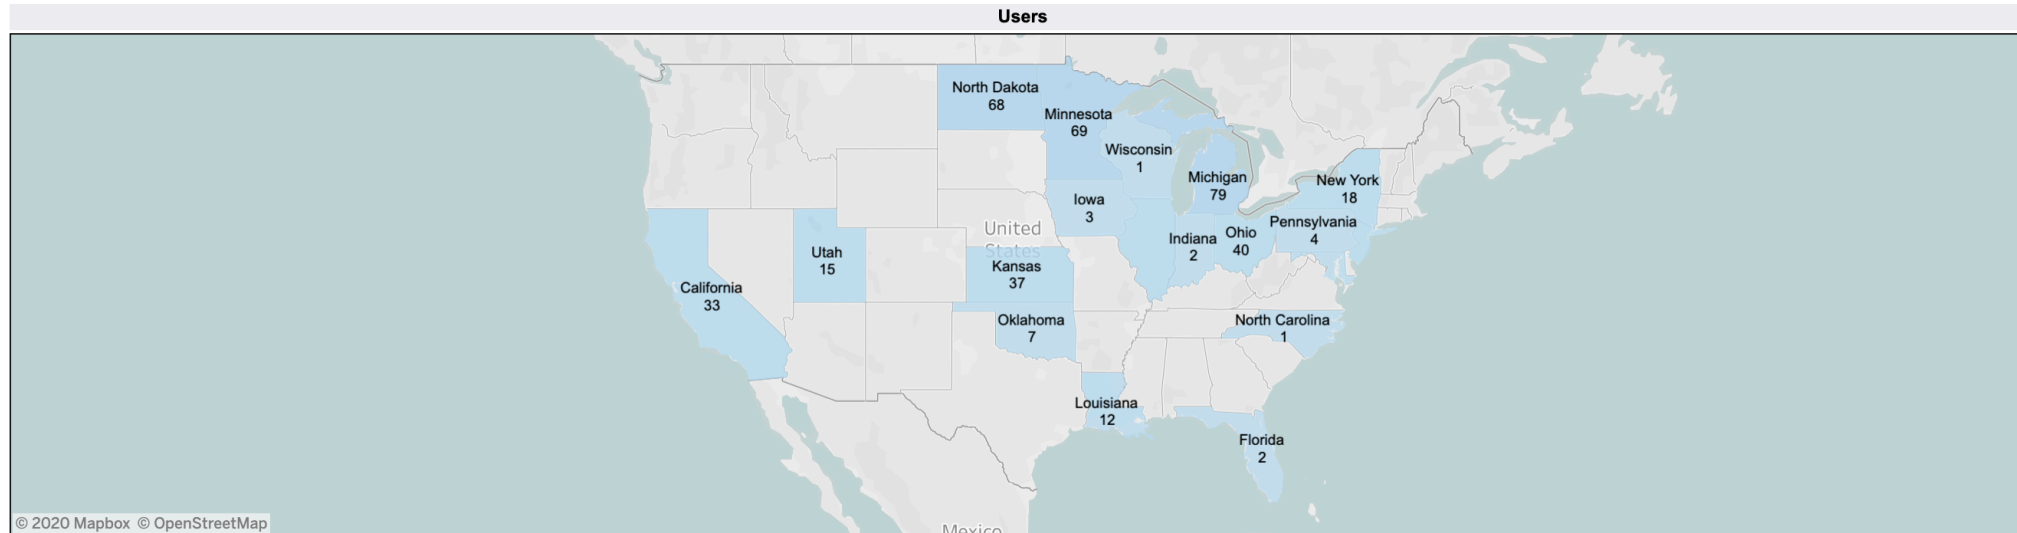 Users
North Dakota
68
Minnesota
69
Wisconsin
1
Michigan
79
New York
18
Iowa
3
United
States
Pennsylvania
4
Indiana
2
Ohio
40
Utah
15
Kansas
37
California
33
Oklahoma
7
North Carolina
1
Louisiana
12
Florida
2
© 2020 Mapbox © OpenStreetMap
Mexico